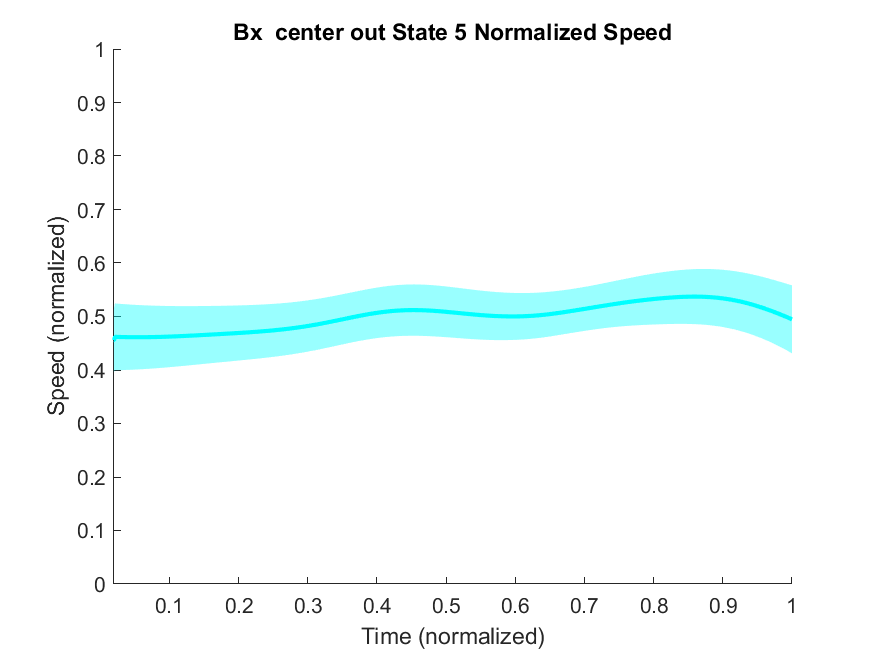 Bx  center out State 5 Normalized Speed
1
0.9
0.8
0.7
0.6
0.5
0.4
0.3
0.2
0.1
0
Speed (normalized)
0.1 0.2 0.3 0.4 0.5 0.6 0.7 0.8 0.9 1
Time (normalized)